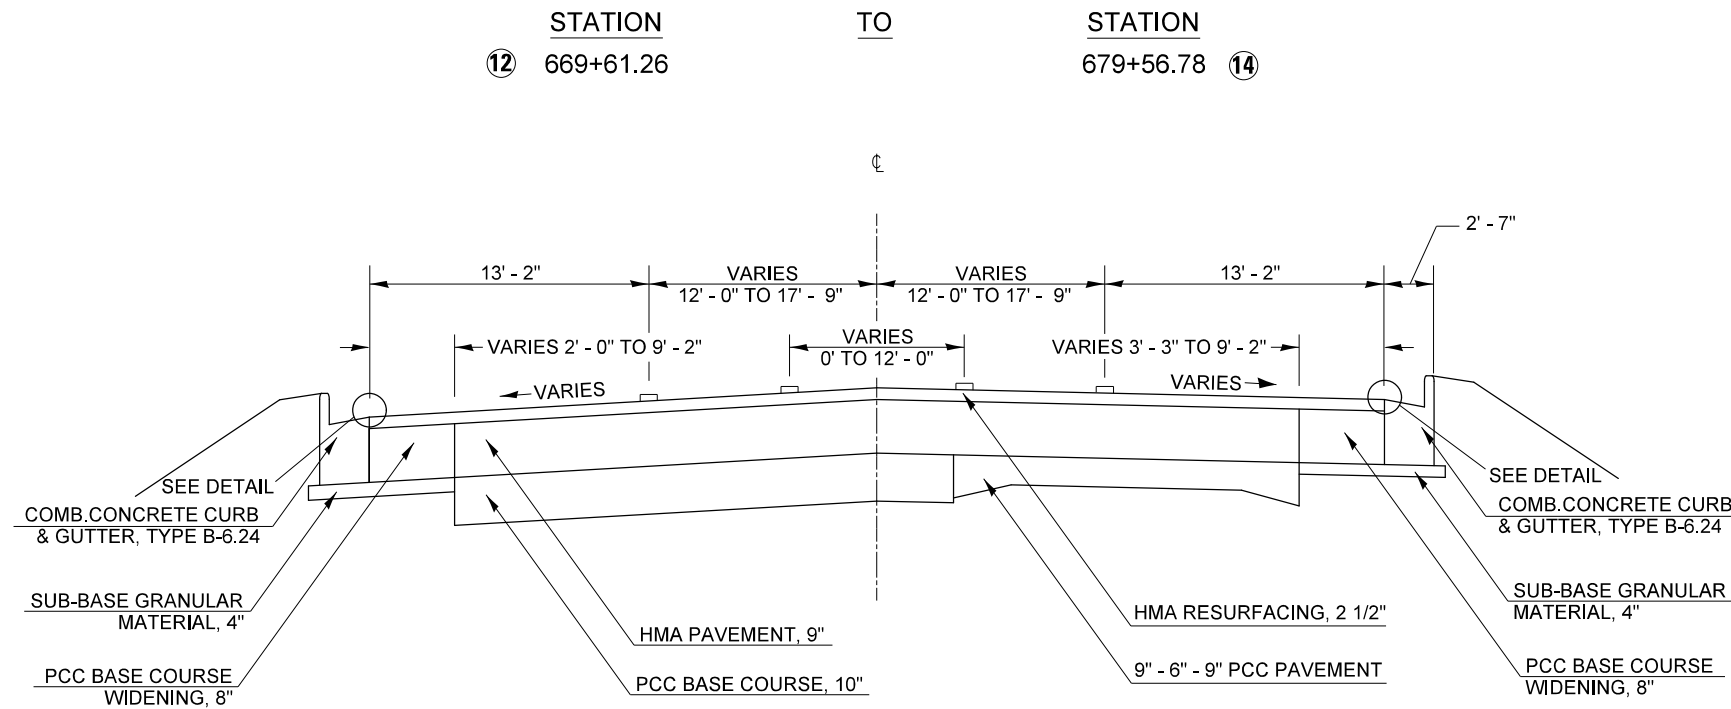 STATION TO STATION
12 669+61.26 679+56.78 14
℄
2' - 7"
13' - 2" VARIES VARIES 13' - 2"
12' - 0" TO 17' - 9" 12' - 0" TO 17' - 9"
VARIES 2' - 0" TO 9' - 2" VARIES VARIES 3' - 3" TO 9' - 2"
0' TO 12' - 0"
VARIES VARIES
SEE DETAIL SEE DETAIL
COMB.CONCRETE CURB COMB.CONCRETE CURB
& GUTTER, TYPE B-6.24 & GUTTER, TYPE B-6.24
SUB-BASE GRANULAR HMA RESURFACING, 2 1/2" SUB-BASE GRANULAR
MATERIAL, 4" MATERIAL, 4"
HMA PAVEMENT, 9"
PCC BASE COURSE 9" - 6" - 9" PCC PAVEMENT PCC BASE COURSE
WIDENING, 8" PCC BASE COURSE, 10" WIDENING, 8"